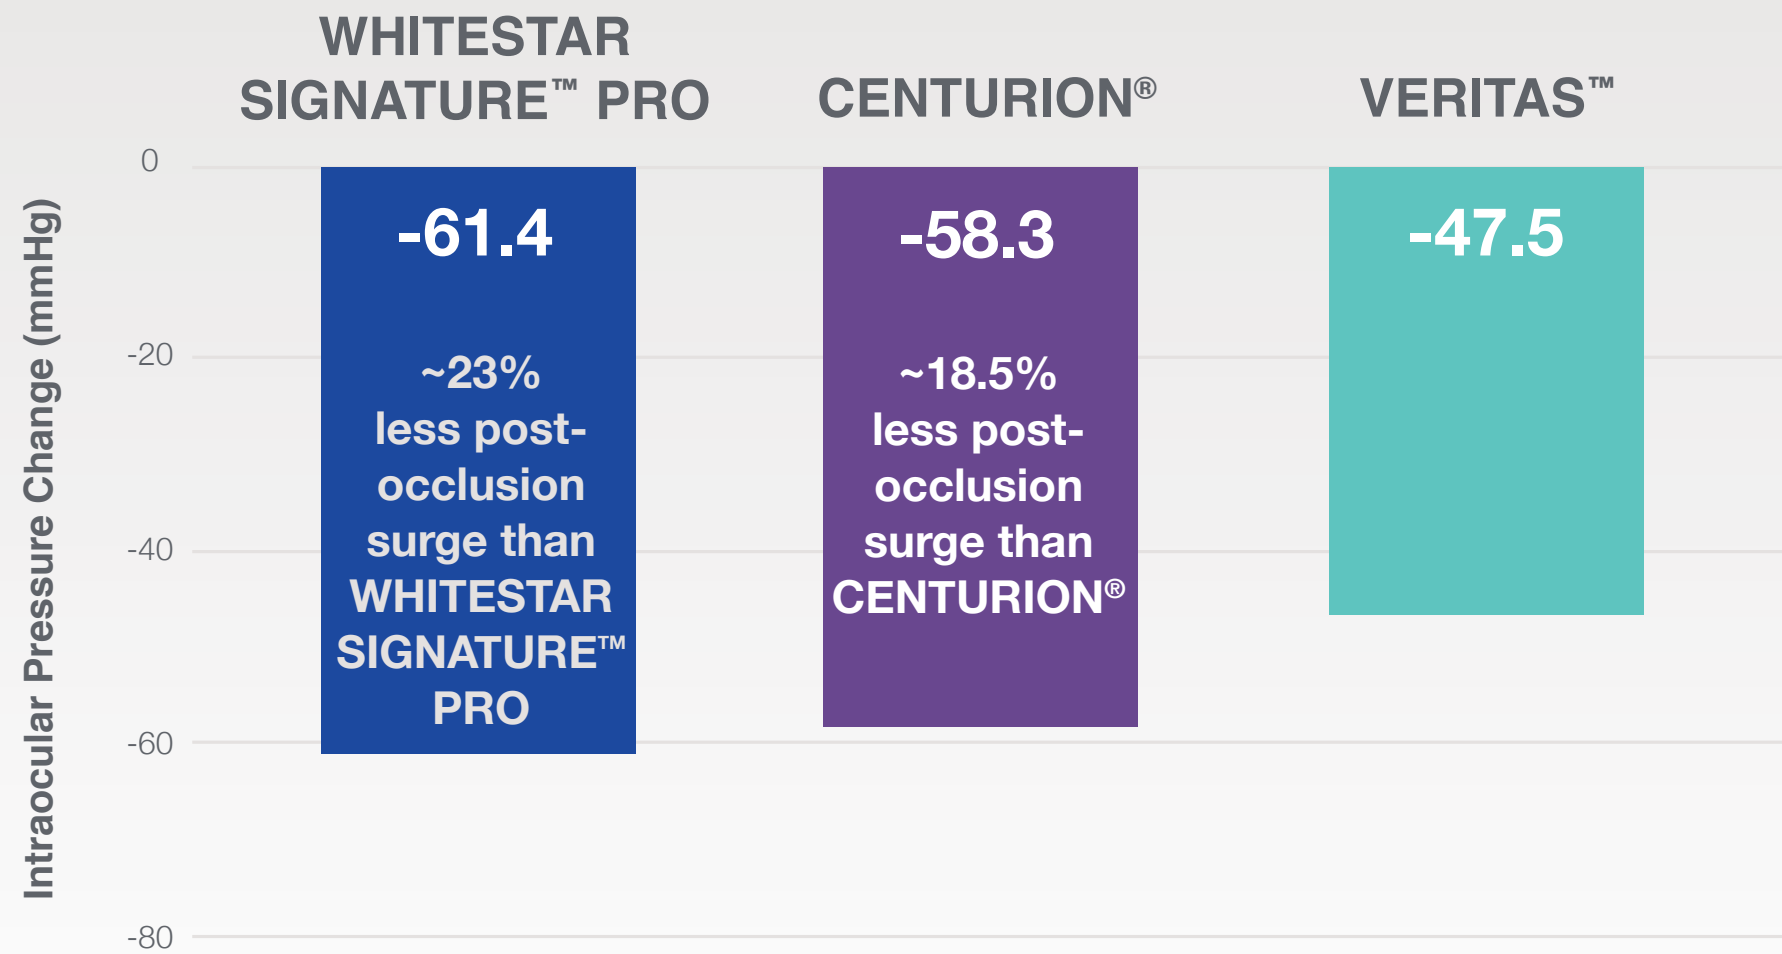 WHITESTAR
SIGNATURE™ PRO
CENTURION®
VERITAS™
Intraocular Pressure Change (mmHg)
0
-20
-40
-60
-80
-61.4
~23%
less post-
occlusion
surge than
WHITESTAR
SIGNATURE™
PRO
-58.3
~18.5%
less post-
occlusion
surge than
CENTURION®
-47.5